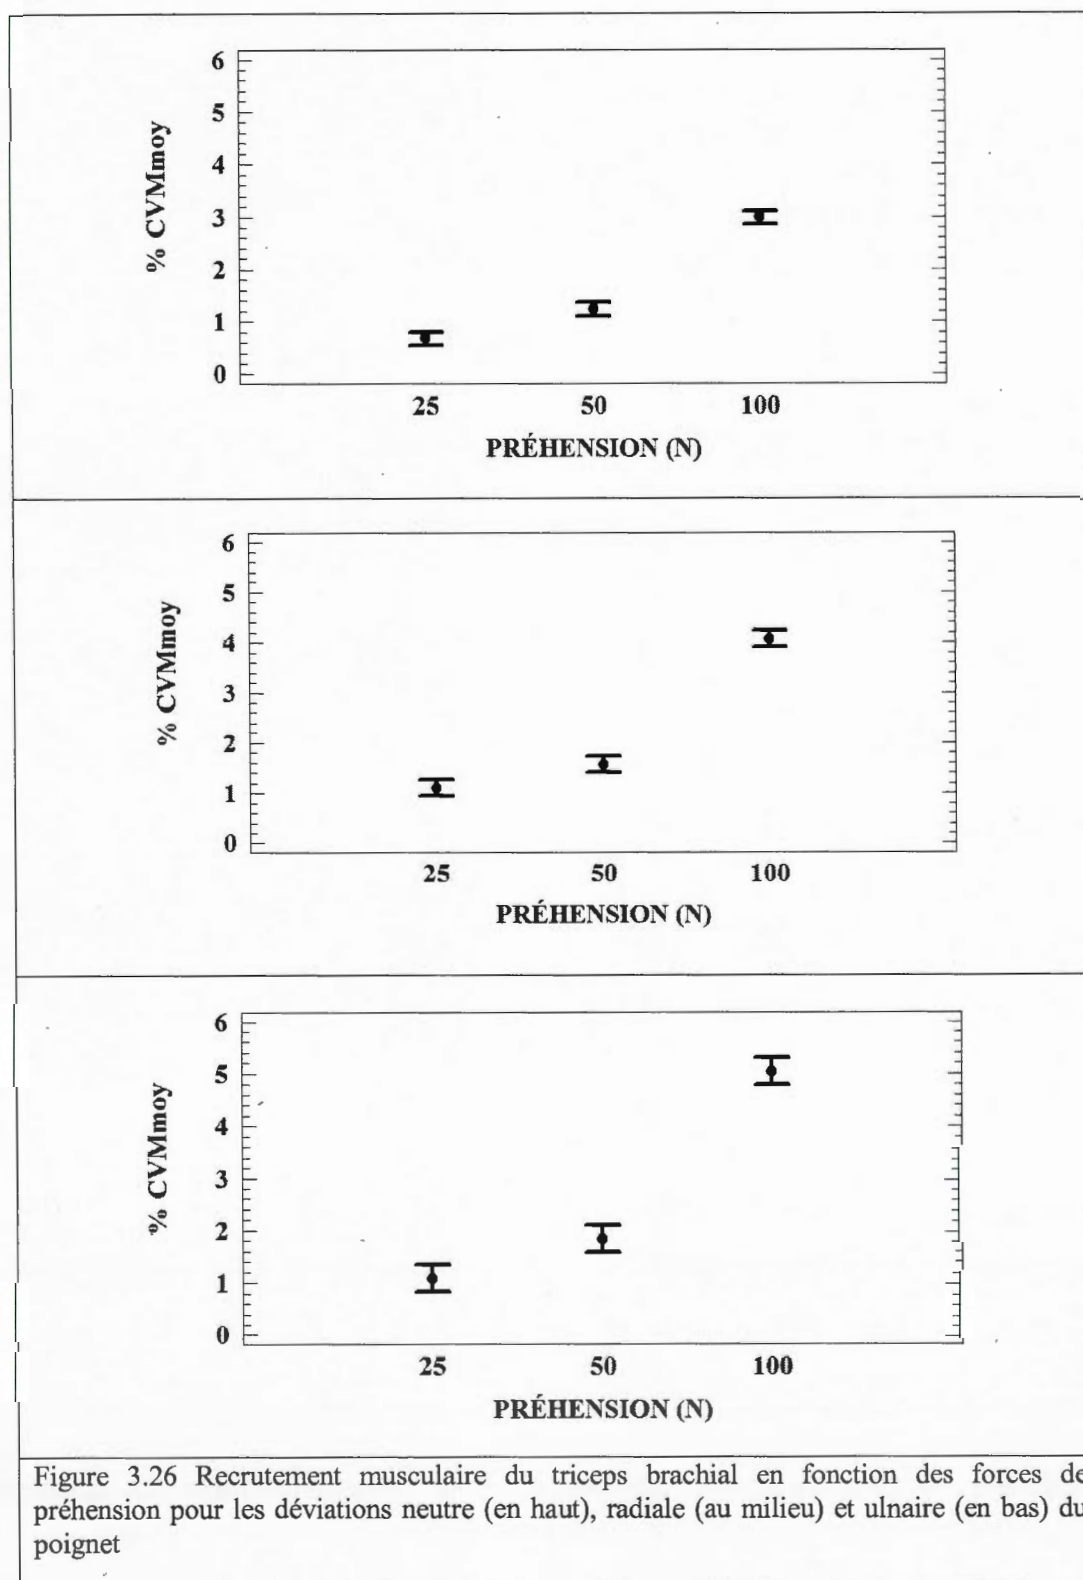 6
5
4
3
2
1
0
% CVMmoy
25 50 100
PRÉHENSION (N)
6
5
4
3
2
1
0
% CVMmoy
25 50 100
PRÉHENSION (N)
6
5
4
3
2
1
0
% CVMmoy
25 50 100
PRÉHENSION (N)
Figure 3.26 Recrutement musculaire du triceps brachial en fonction des forces de
préhension pour les déviations neutre (en haut), radiale (au milieu) et ulnaire (en bas) du
poignet